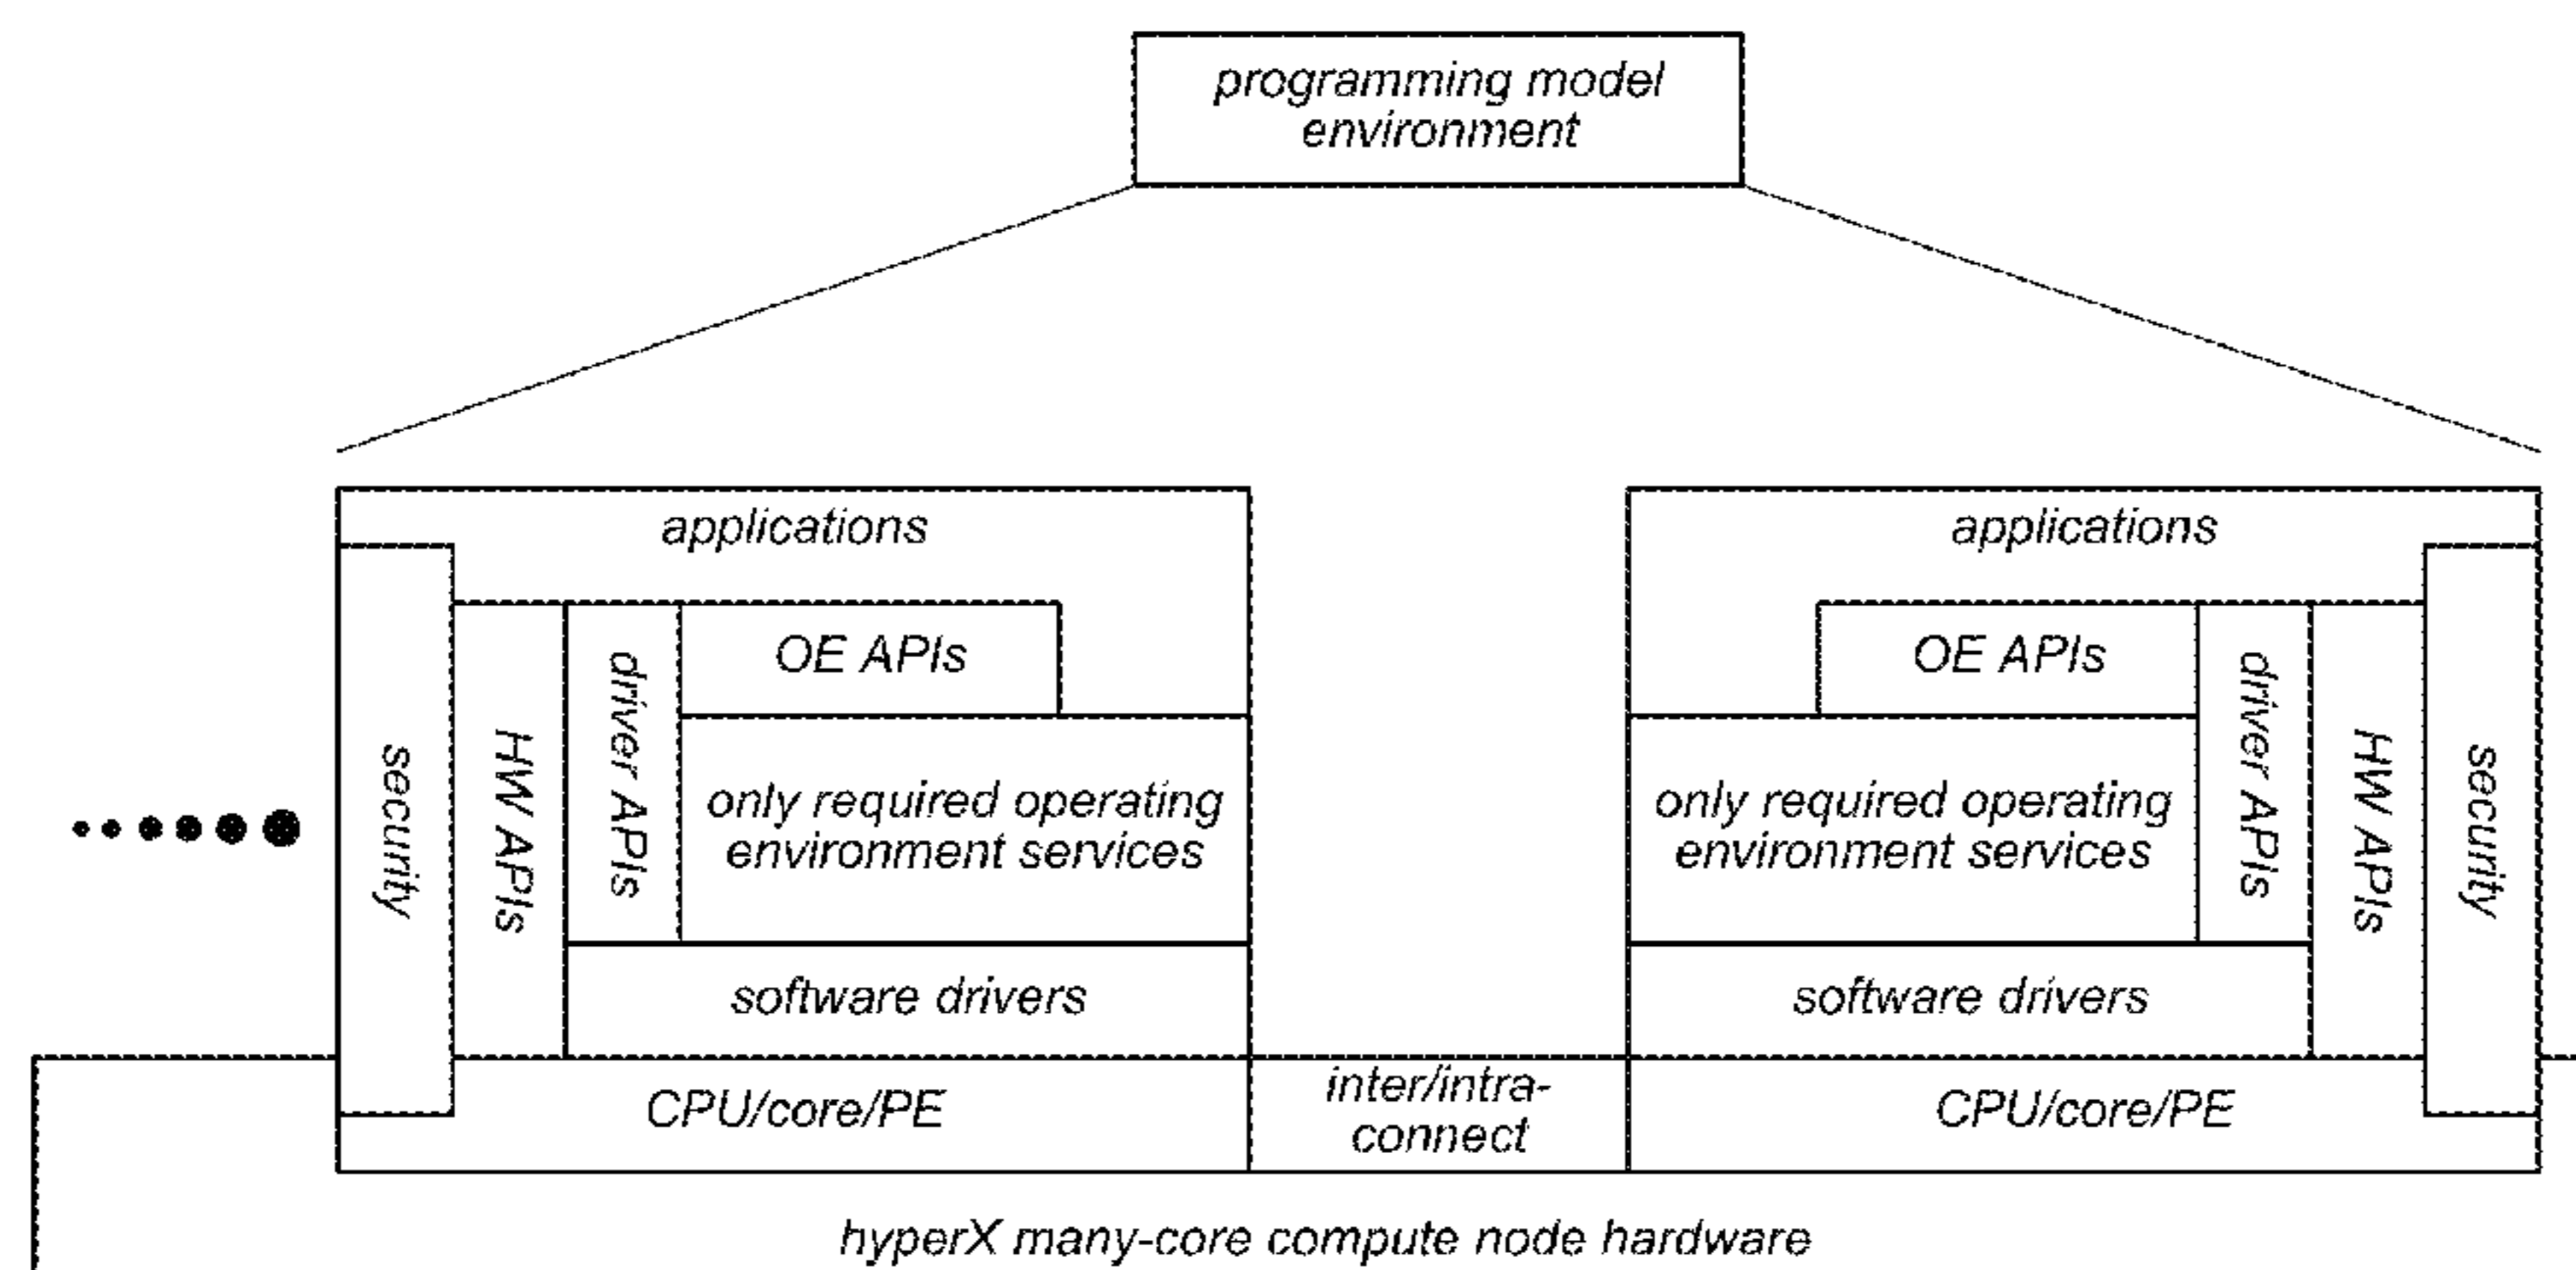 programming model
environment
applications
applications
OE APIs
OE APIs
security
HW APIs
driver APIs
only required operating
environment services
only required operating
environment services
driver APIs
HW APIs
security
software drivers
software drivers
CPU/core/PE
inter/intra-
connect
CPU/core/PE
hyperX many-core compute node hardware